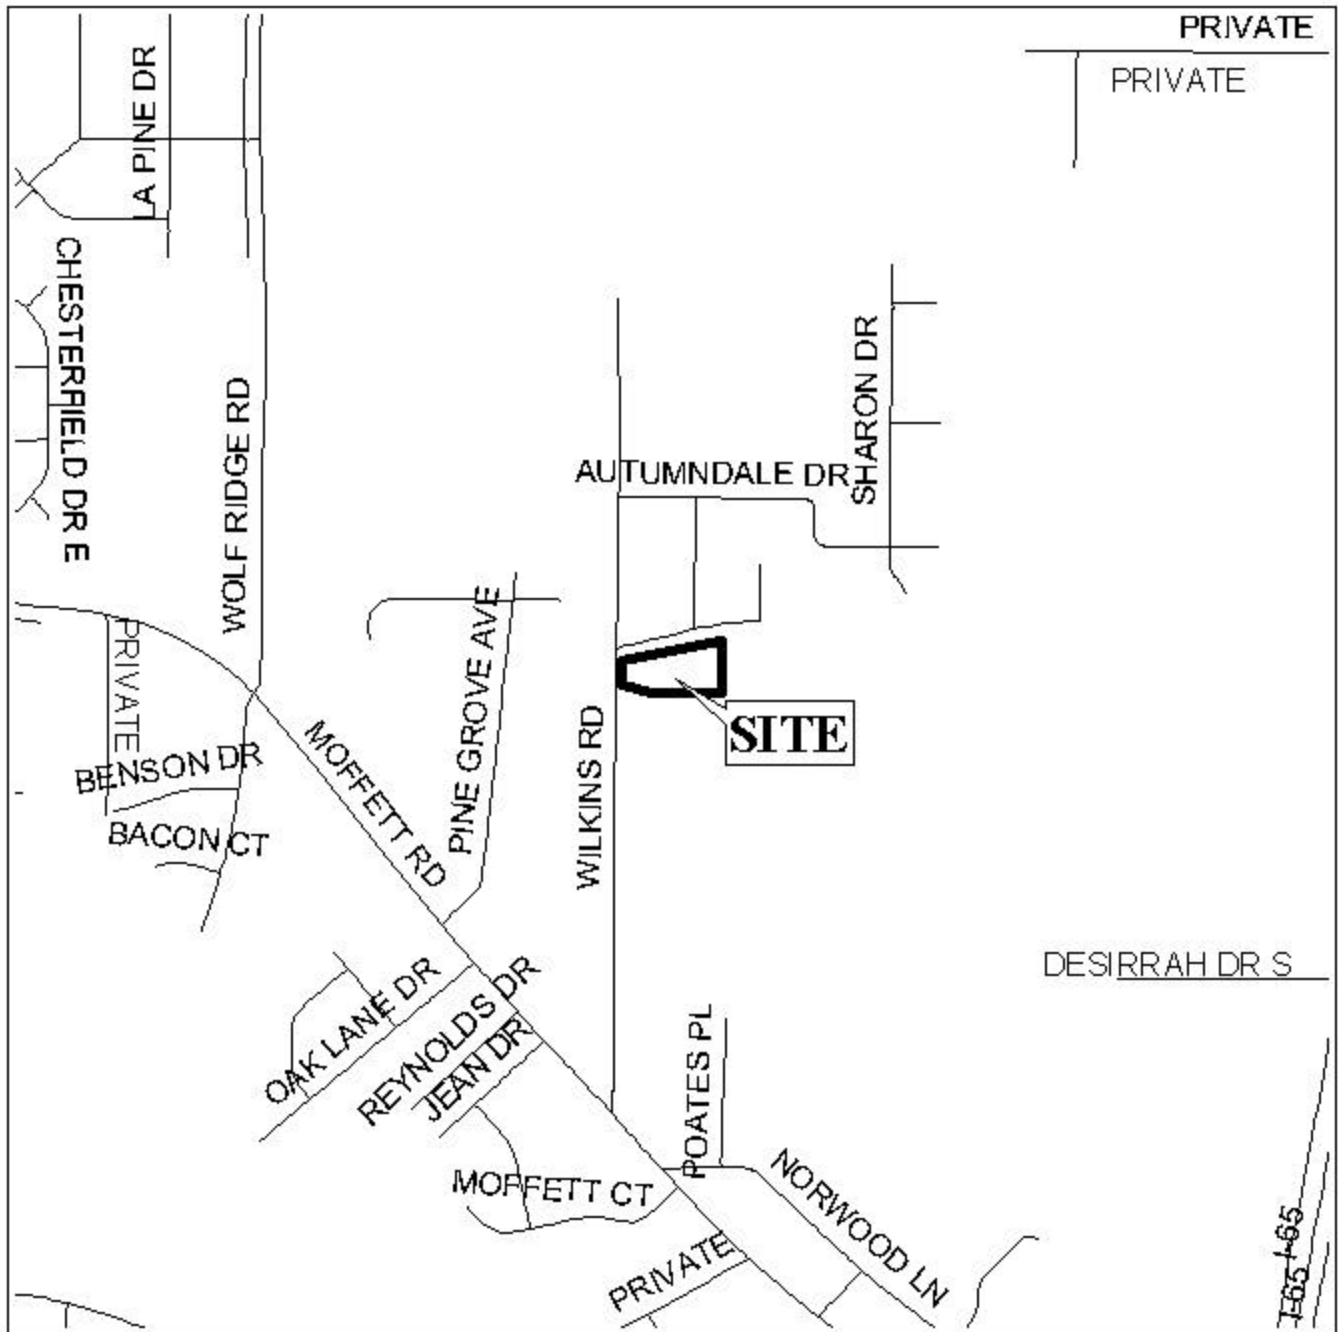 PRIVATE
PRIVATE
LA PINE DR
CHESTERFIELD DR E
WOLF RIDGE RD
SHARON DR
AUTUMNDALE DR
PINE GROVE AVE
PRIVATE
SITE
WILKINS RD
MOFFETT RD
BENSON DR
BACON CT
DESIRRAH DR S
OAK LANE DR
REYNOLDS DR
JEAN DR
POATES PL
MOFFETT CT
NORWOOD LN
PRIVATE
I-65
I-65